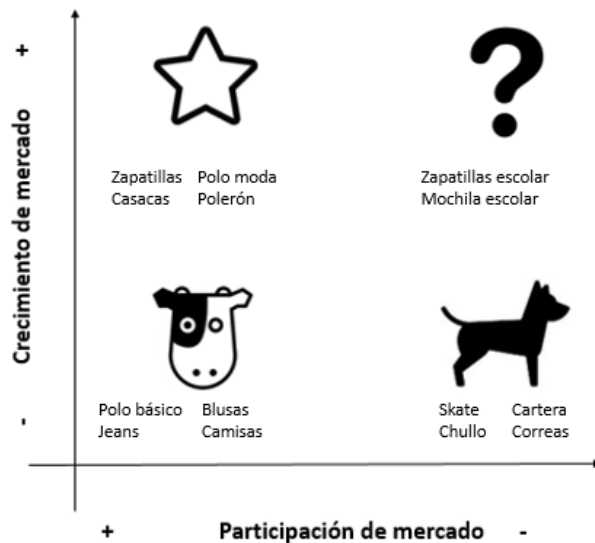 +
Crecimiento de mercado
-
Zapatillas Polo moda
Casacas Polerón
?
Zapatillas escolar
Mochila escolar
Polo básico Blusas
Jeans Camisas
Skate Cartera
Chullo Correas
+ Participación de mercado -